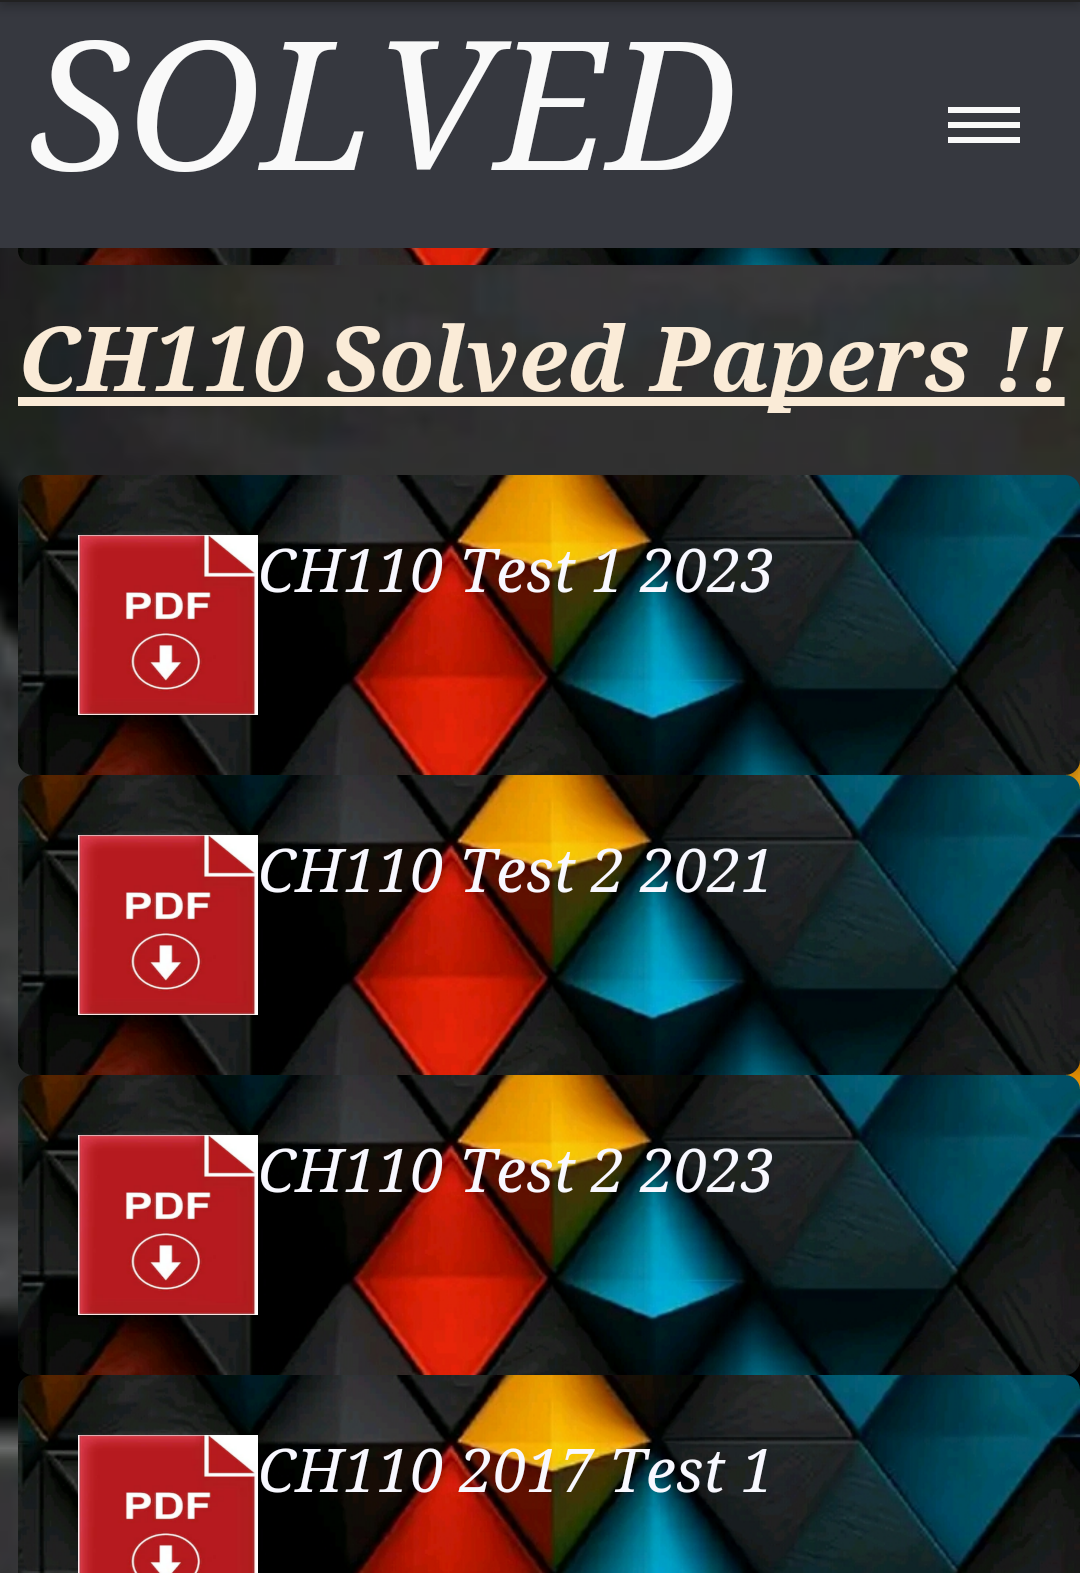 SOLVED
CH110 Solved Papers !!
PDF
CH110 Test 1 2023
PDF
CH110 Test 2 2021
PDF
CH110 Test 2 2023
PDF
CH110 2017 Test 1